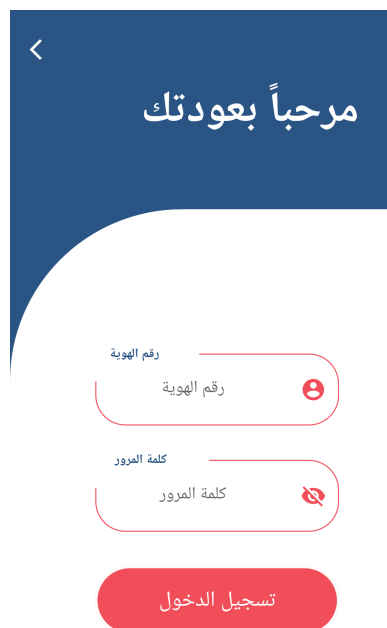 مرحباً بعودتك
رقم الهوية
رقم الهوية
كلمة المرور
كلمة المرور
تسجيل الدخول